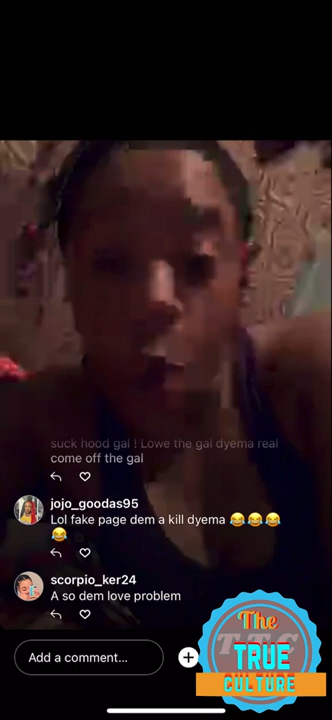 suck hood gal ! Lowe the gal dyema real
come off the gal
jojo_goodas95
Lol fake page dem a kill dyema 😂😂😂
😂
scorpio_ker24
A so dem love problem
Add a comment...
The
T.T.C
TRUE
CULTURE